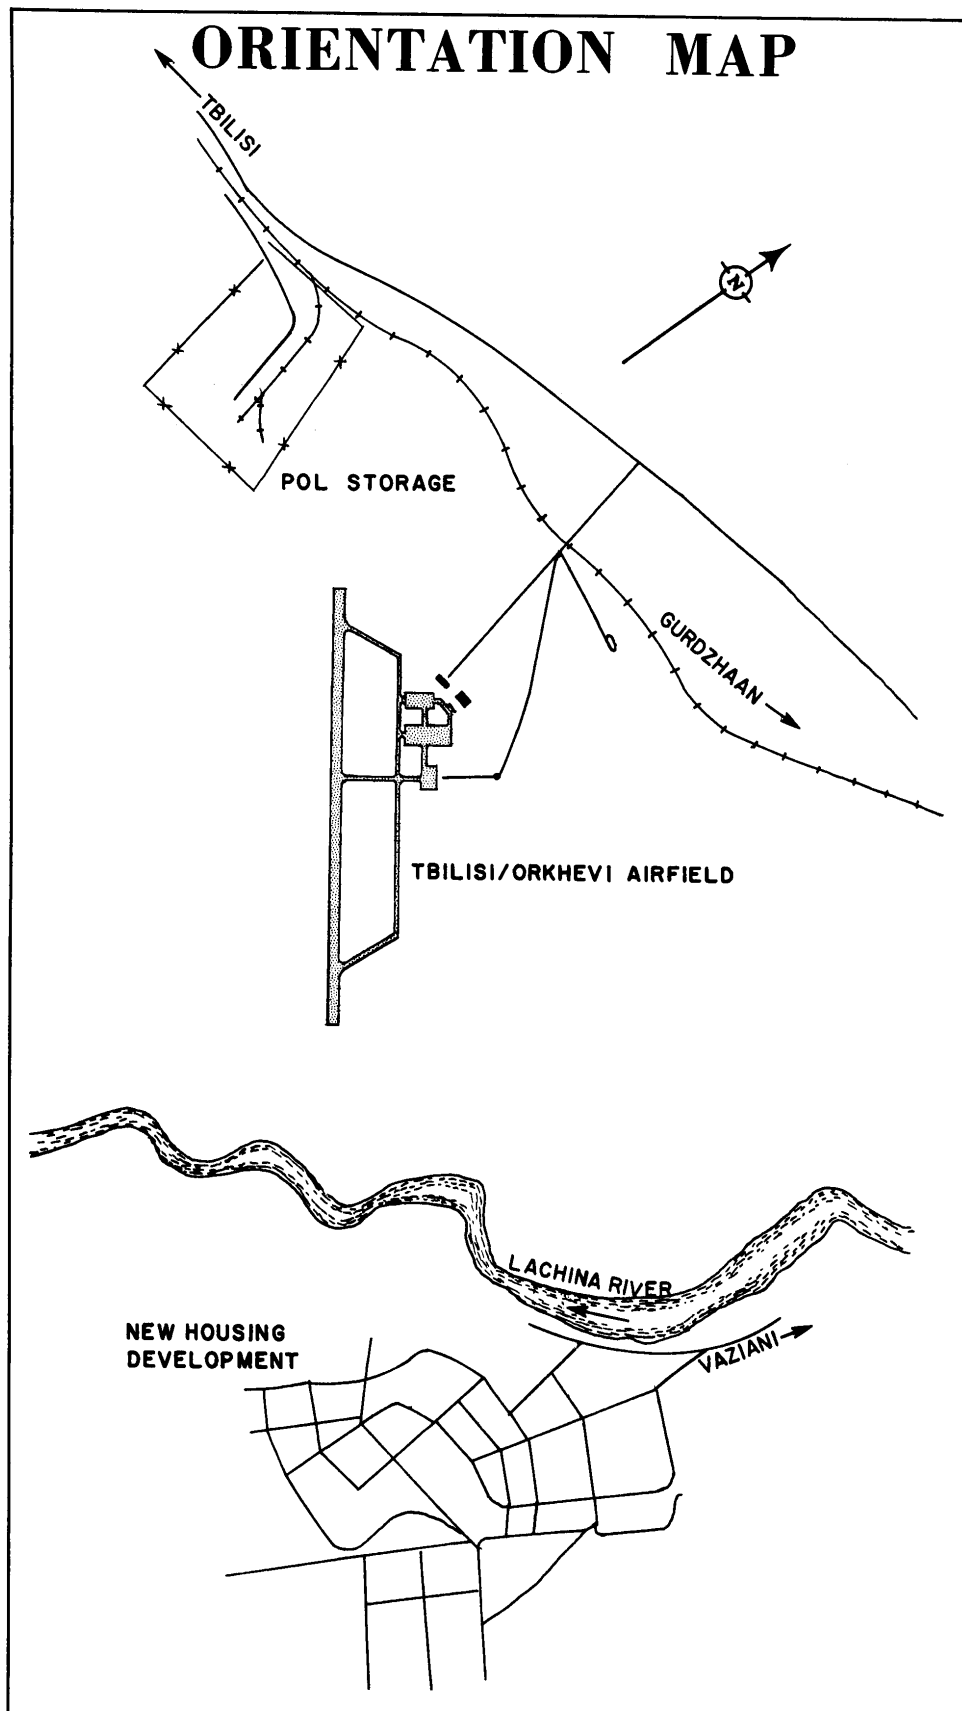 ORIENTATION MAP
TBILISI
N
POL STORAGE
GURDZHAAN
TBILISI/ORKHEVI AIRFIELD
LACHINA RIVER
NEW HOUSING
DEVELOPMENT
VAZIANI